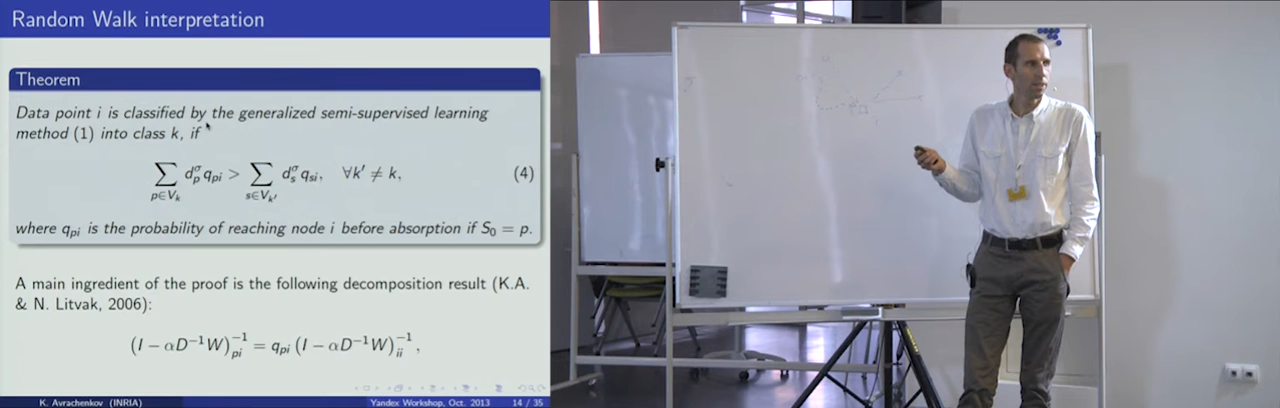 Random Walk interpretation
Theorem
Data point i is classified by the generalized semi-supervised learning
method (1) into class k, if
∑_{p∈V_k} d_p^σ q_{pi} > ∑_{s∈V_{k'}} d_s^σ q_{si}, ∀k' ≠ k, (4)
where q_{pi} is the probability of reaching node i before absorption if S_0 = p.
A main ingredient of the proof is the following decomposition result (K.A.
& N. Litvak, 2006):
(I − αD^{−1}W)^{−1}_{pi} = q_{pi} (I − αD^{−1}W)^{−1}_{ii},
K. Avrachenkov (INRIA) Yandex Workshop, Oct. 2013 14 / 35